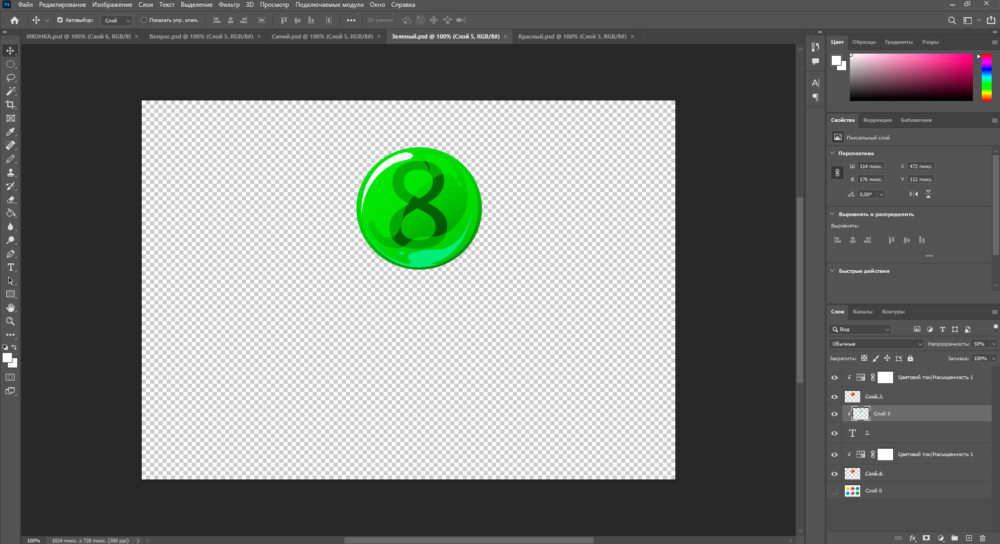 Ps Файл Редактирование Изображение Слои Текст Выделение Фильтр 3D Просмотр Подключаемые модули Окно Справка
Автовыбор: Слой Показать упр. элем. 3D-режим:
ИКОНКА.psd @ 100% (Слой 6, RGB/8) Вопрос.psd @ 100% (Слой 5, RGB/8#) Синий.psd @ 100% (Слой 5, RGB/8#) Зеленый.psd @ 100% (Слой 5, RGB/8#) Красный.psd @ 100% (Слой 5, RGB/8#)
Цвет Образцы Градиенты Узоры
Свойства Коррекция Библиотеки
Пиксельный слой
Перспектива
Ш 114 пикс. X 472 пикс.
В 176 пикс. Y 112 пикс.
0,00°
Выровнять и распределить
Выровнять:
Быстрые действия
8
Слои Каналы Контуры
Вид
Обычные Непрозрачность: 50%
Закрепить: Заливка: 100%
Цветовой тон/Насыщенность 1
Слой 3
Слой 5
2
Цветовой тон/Насыщенность 1
Слой 4
Слой 0
100% 1024 пикс. x 728 пикс. (300 ppi)